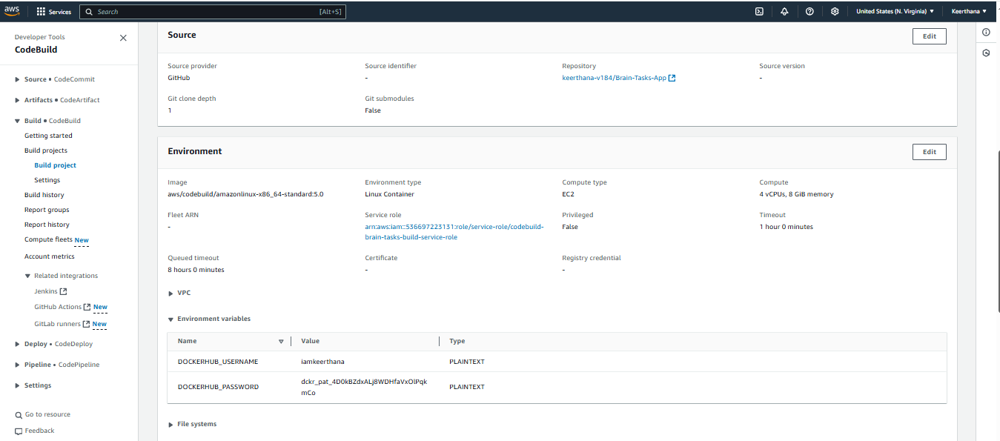 aws
Services
Search
[Alt+S]
United States (N. Virginia)
Keerthana
Developer Tools
CodeBuild
Source • CodeCommit
Artifacts • CodeArtifact
Build • CodeBuild
Getting started
Build projects
Build project
Settings
Build history
Report groups
Report history
Compute fleets New
Account metrics
Related integrations
Jenkins
GitHub Actions New
GitLab runners New
Deploy • CodeDeploy
Pipeline • CodePipeline
Settings
Go to resource
Feedback
Source
Edit
Source provider
GitHub
Source identifier
-
Repository
keerthana-v184/Brain-Tasks-App
Source version
-
Git clone depth
1
Git submodules
False
Environment
Edit
Image
aws/codebuild/amazonlinux-x86_64-standard:5.0
Environment type
Linux Container
Compute type
EC2
Compute
4 vCPUs, 8 GiB memory
Fleet ARN
-
Service role
arn:aws:iam::536697223131:role/service-role/codebuild-
brain-tasks-build-service-role
Privileged
False
Timeout
1 hour 0 minutes
Queued timeout
8 hours 0 minutes
Certificate
-
Registry credential
-
VPC
Environment variables
Name
Value
Type
DOCKERHUB_USERNAME
iamkeerthana
PLAINTEXT
DOCKERHUB_PASSWORD
PLAINTEXT
File systems